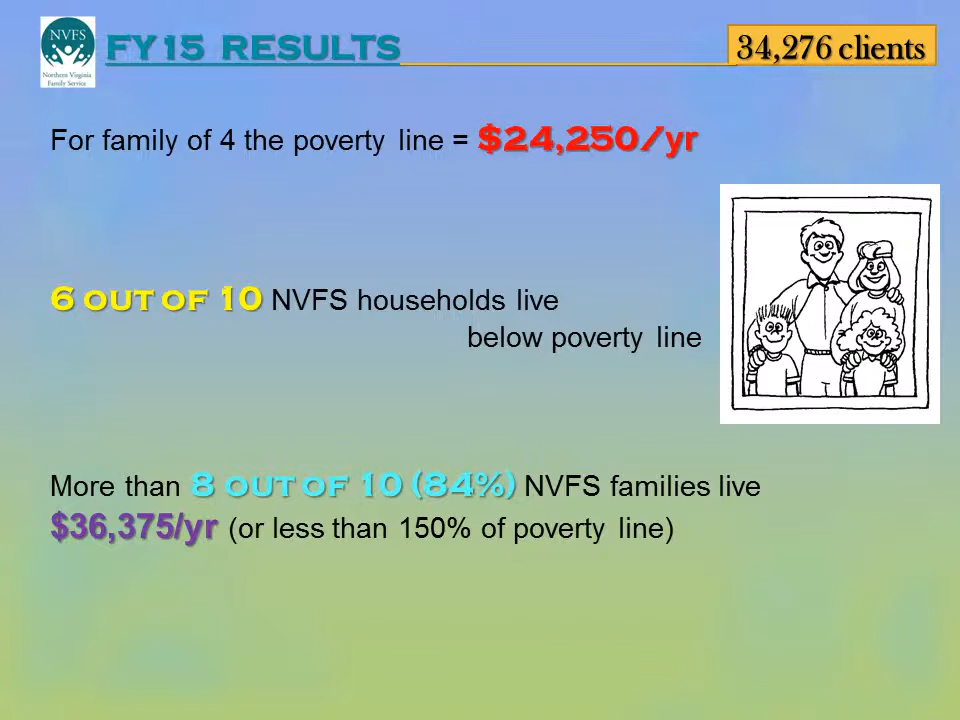 NVFS
Northern Virginia
Family Service
FY15 RESULTS
34,276 clients
For family of 4 the poverty line = $24,250/yr
6 OUT OF 10 NVFS households live
below poverty line
More than 8 OUT OF 10 (84%) NVFS families live
$36,375/yr (or less than 150% of poverty line)